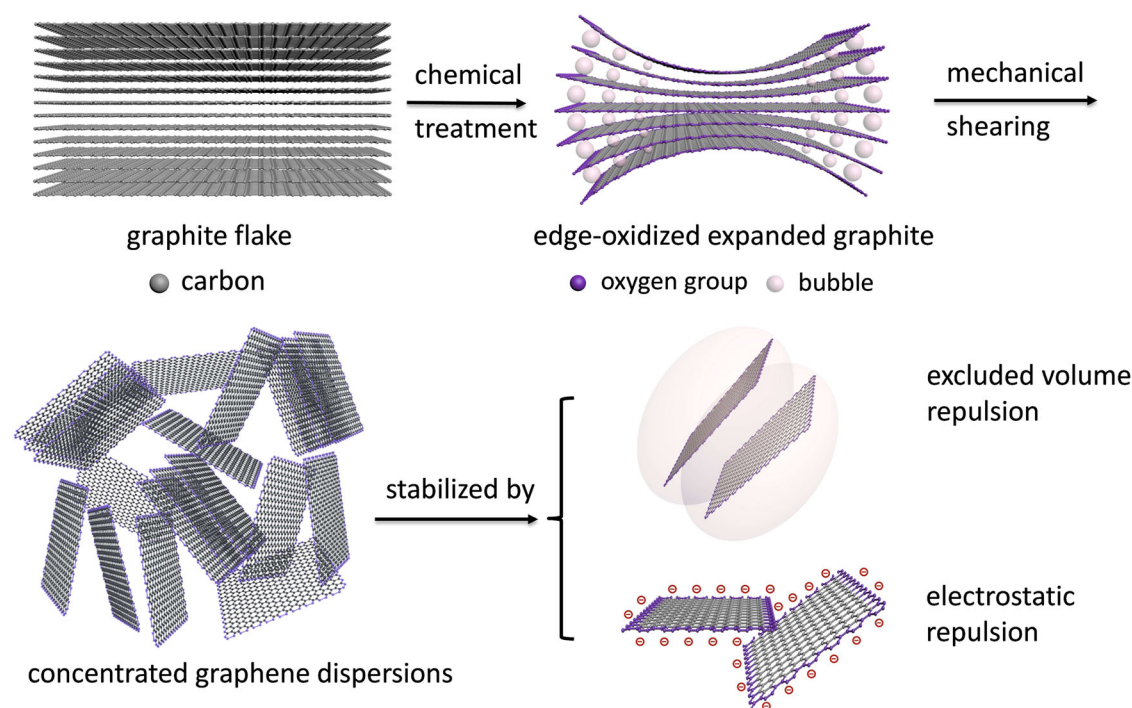 chemical
treatment
mechanical
shearing
graphite flake
edge-oxidized expanded graphite
carbon
oxygen group
bubble
excluded volume
repulsion
stabilized by
electrostatic
repulsion
concentrated graphene dispersions